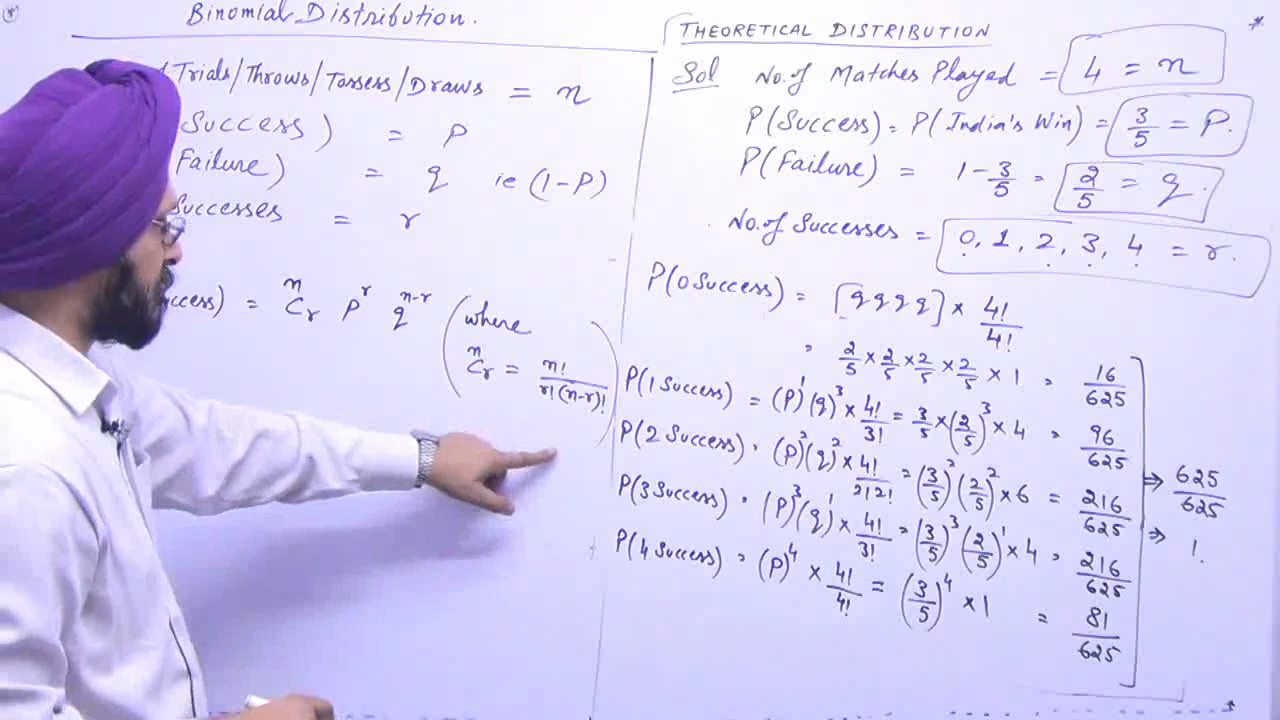 Binomial Distribution.
Trials/Throws/Tosses/Draws = n
Success) = p
Failure) = q ie (1-P)
Successes = r
ccess) = nCr p^r q^n-r (where
nCr = n!/r!(n-r)!)
THEORETICAL DISTRIBUTION
Sol No. of Matches Played = 4 = n
P(Success) = P(India's Win) = 3/5 = P.
P(Failure) = 1-3/5 = 2/5 = q.
No. of Successes = 0, 1, 2, 3, 4 = r.
P(0 Success) = [q q q q] × 4!/4!
= 2/5 × 2/5 × 2/5 × 2/5 × 1 = 16/625
P(1 Success) = (P)^1 (q)^3 × 4!/3! = 3/5 × (2/5)^3 × 4 = 96/625
P(2 Success) = (P)^2 (q)^2 × 4!/2!2! = (3/5)^2 (2/5)^2 × 6 = 216/625
P(3 Success) = (P)^3 (q)^1 × 4!/3! = (3/5)^3 (2/5)^1 × 4 = 216/625
P(4 Success) = (P)^4 × 4!/4! = (3/5)^4 × 1 = 81/625
⇒ 625/625
⇒ 1